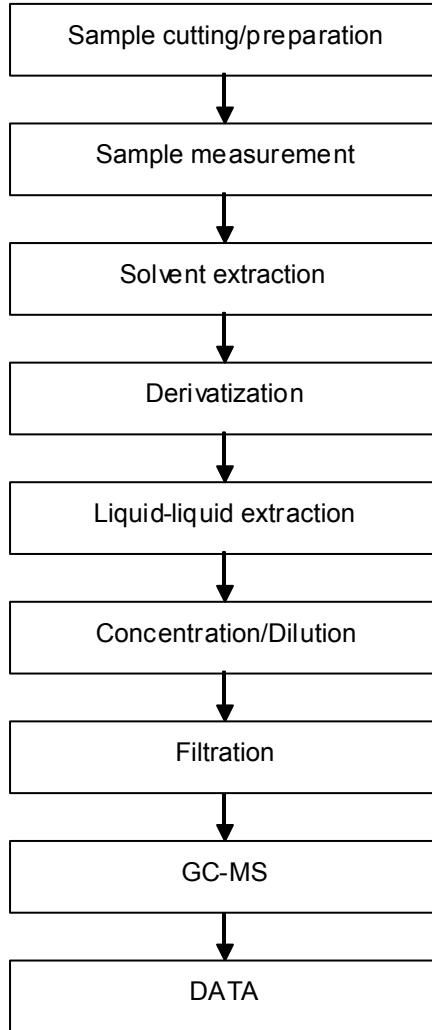 Sample cutting/preparation
Sample measurement
Solvent extraction
Derivatization
Liquid-liquid extraction
Concentration/Dilution
Filtration
GC-MS
DATA